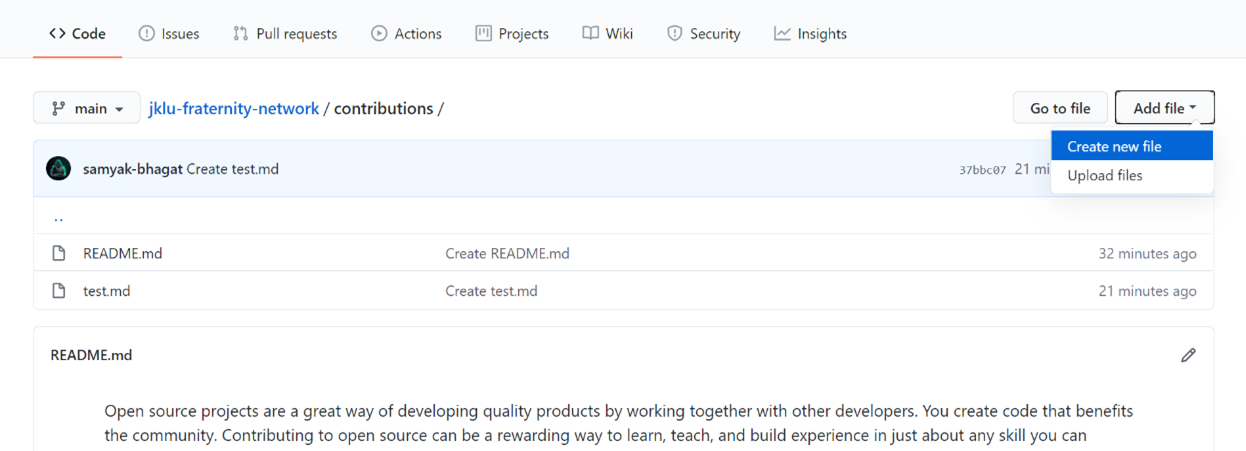 Code Issues Pull requests Actions Projects Wiki Security Insights
main jklu-fraternity-network / contributions / Go to file Add file
Create new file
samyak-bhagat Create test.md 37bbc07 21 mi
Upload files
..
README.md Create README.md 32 minutes ago
test.md Create test.md 21 minutes ago
README.md
Open source projects are a great way of developing quality products by working together with other developers. You create code that benefits
the community. Contributing to open source can be a rewarding way to learn, teach, and build experience in just about any skill you can